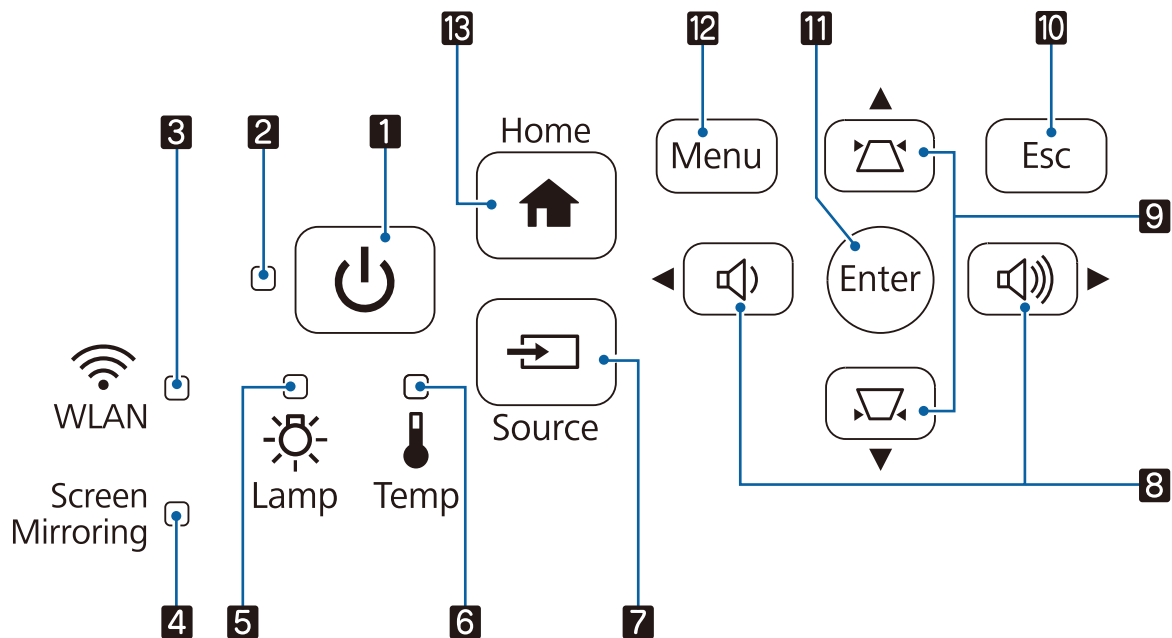 13
12
11
10
3
2
1
Home
Menu
Esc
9
Enter
WLAN
Source
8
Screen
Mirroring
Lamp
Temp
4
5
6
7